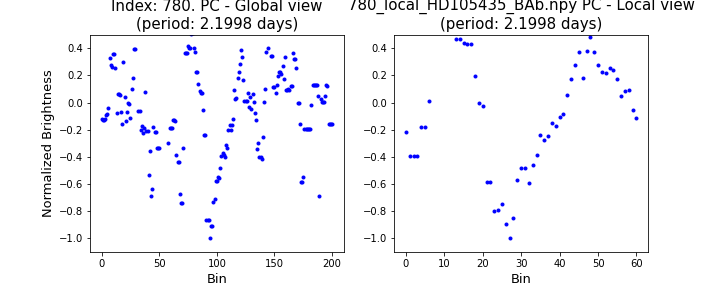 Index: 780. PC - Global view
(period: 2.1998 days)
780_local_HD105435_BAb.npy PC - Local view
(period: 2.1998 days)
Normalized Brightness
0.4
0.2
0.0
−0.2
−0.4
−0.6
−0.8
−1.0
0 50 100 150 200
Bin
0.4
0.2
0.0
−0.2
−0.4
−0.6
−0.8
−1.0
0 10 20 30 40 50 60
Bin